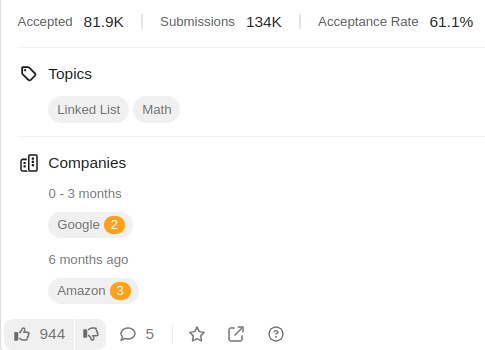 Accepted 81.9K Submissions 134K Acceptance Rate 61.1%
Topics
Linked List Math
Companies
0 - 3 months
Google 2
6 months ago
Amazon 3
944 5